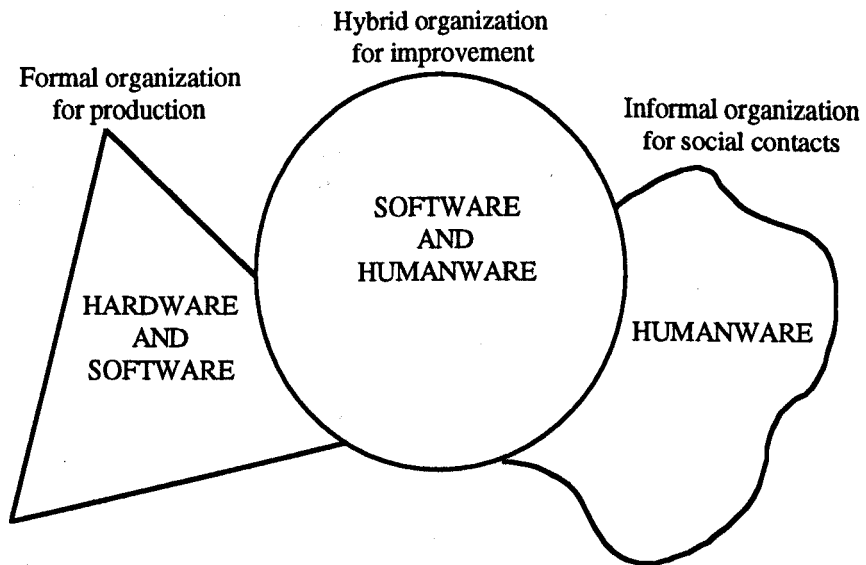 Hybrid organization
for improvement
Formal organization
for production
Informal organization
for social contacts
SOFTWARE
AND
HUMANWARE
HARDWARE
AND
SOFTWARE
HUMANWARE